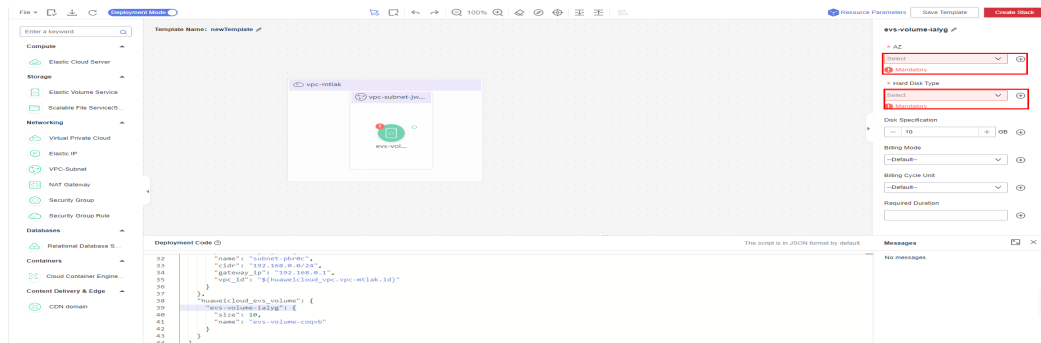 File
Deployment Mode
100%
Resource Parameters
Save Template
Create Stack
Enter a keyword.
Compute
Elastic Cloud Server
Storage
Elastic Volume Service
Scalable File Service(S...
Networking
Virtual Private Cloud
Elastic IP
VPC-Subnet
NAT Gateway
Security Group
Security Group Rule
Databases
Relational Database S...
Containers
Cloud Container Engine...
Content Delivery & Edge
CDN domain
Template Name: newTemplate
vpc-mtlak
vpc-subnet-jw...
evs-vol...
evs-volume-ialyg
* AZ
Select
Mandatory
* Hard Disk Type
Select
Mandatory
Disk Specification
10
GB
Billing Mode
--Default--
Billing Cycle Unit
--Default--
Required Duration
Deployment Code
The script is in JSON format by default.
32 "name": "subnet-pbr0c",
33 "cidr": "192.168.0.0/24",
34 "gateway_ip": "192.168.0.1",
35 "vpc_id": "${huaweicloud_vpc.vpc-mtlak.id}"
36 }
37 },
38 "huaweicloud_evs_volume": {
39 "evs-volume-ialyg": {
40 "size": 10,
41 "name": "evs-volume-coqvb"
42 }
43 }
44 }
Messages
No messages.